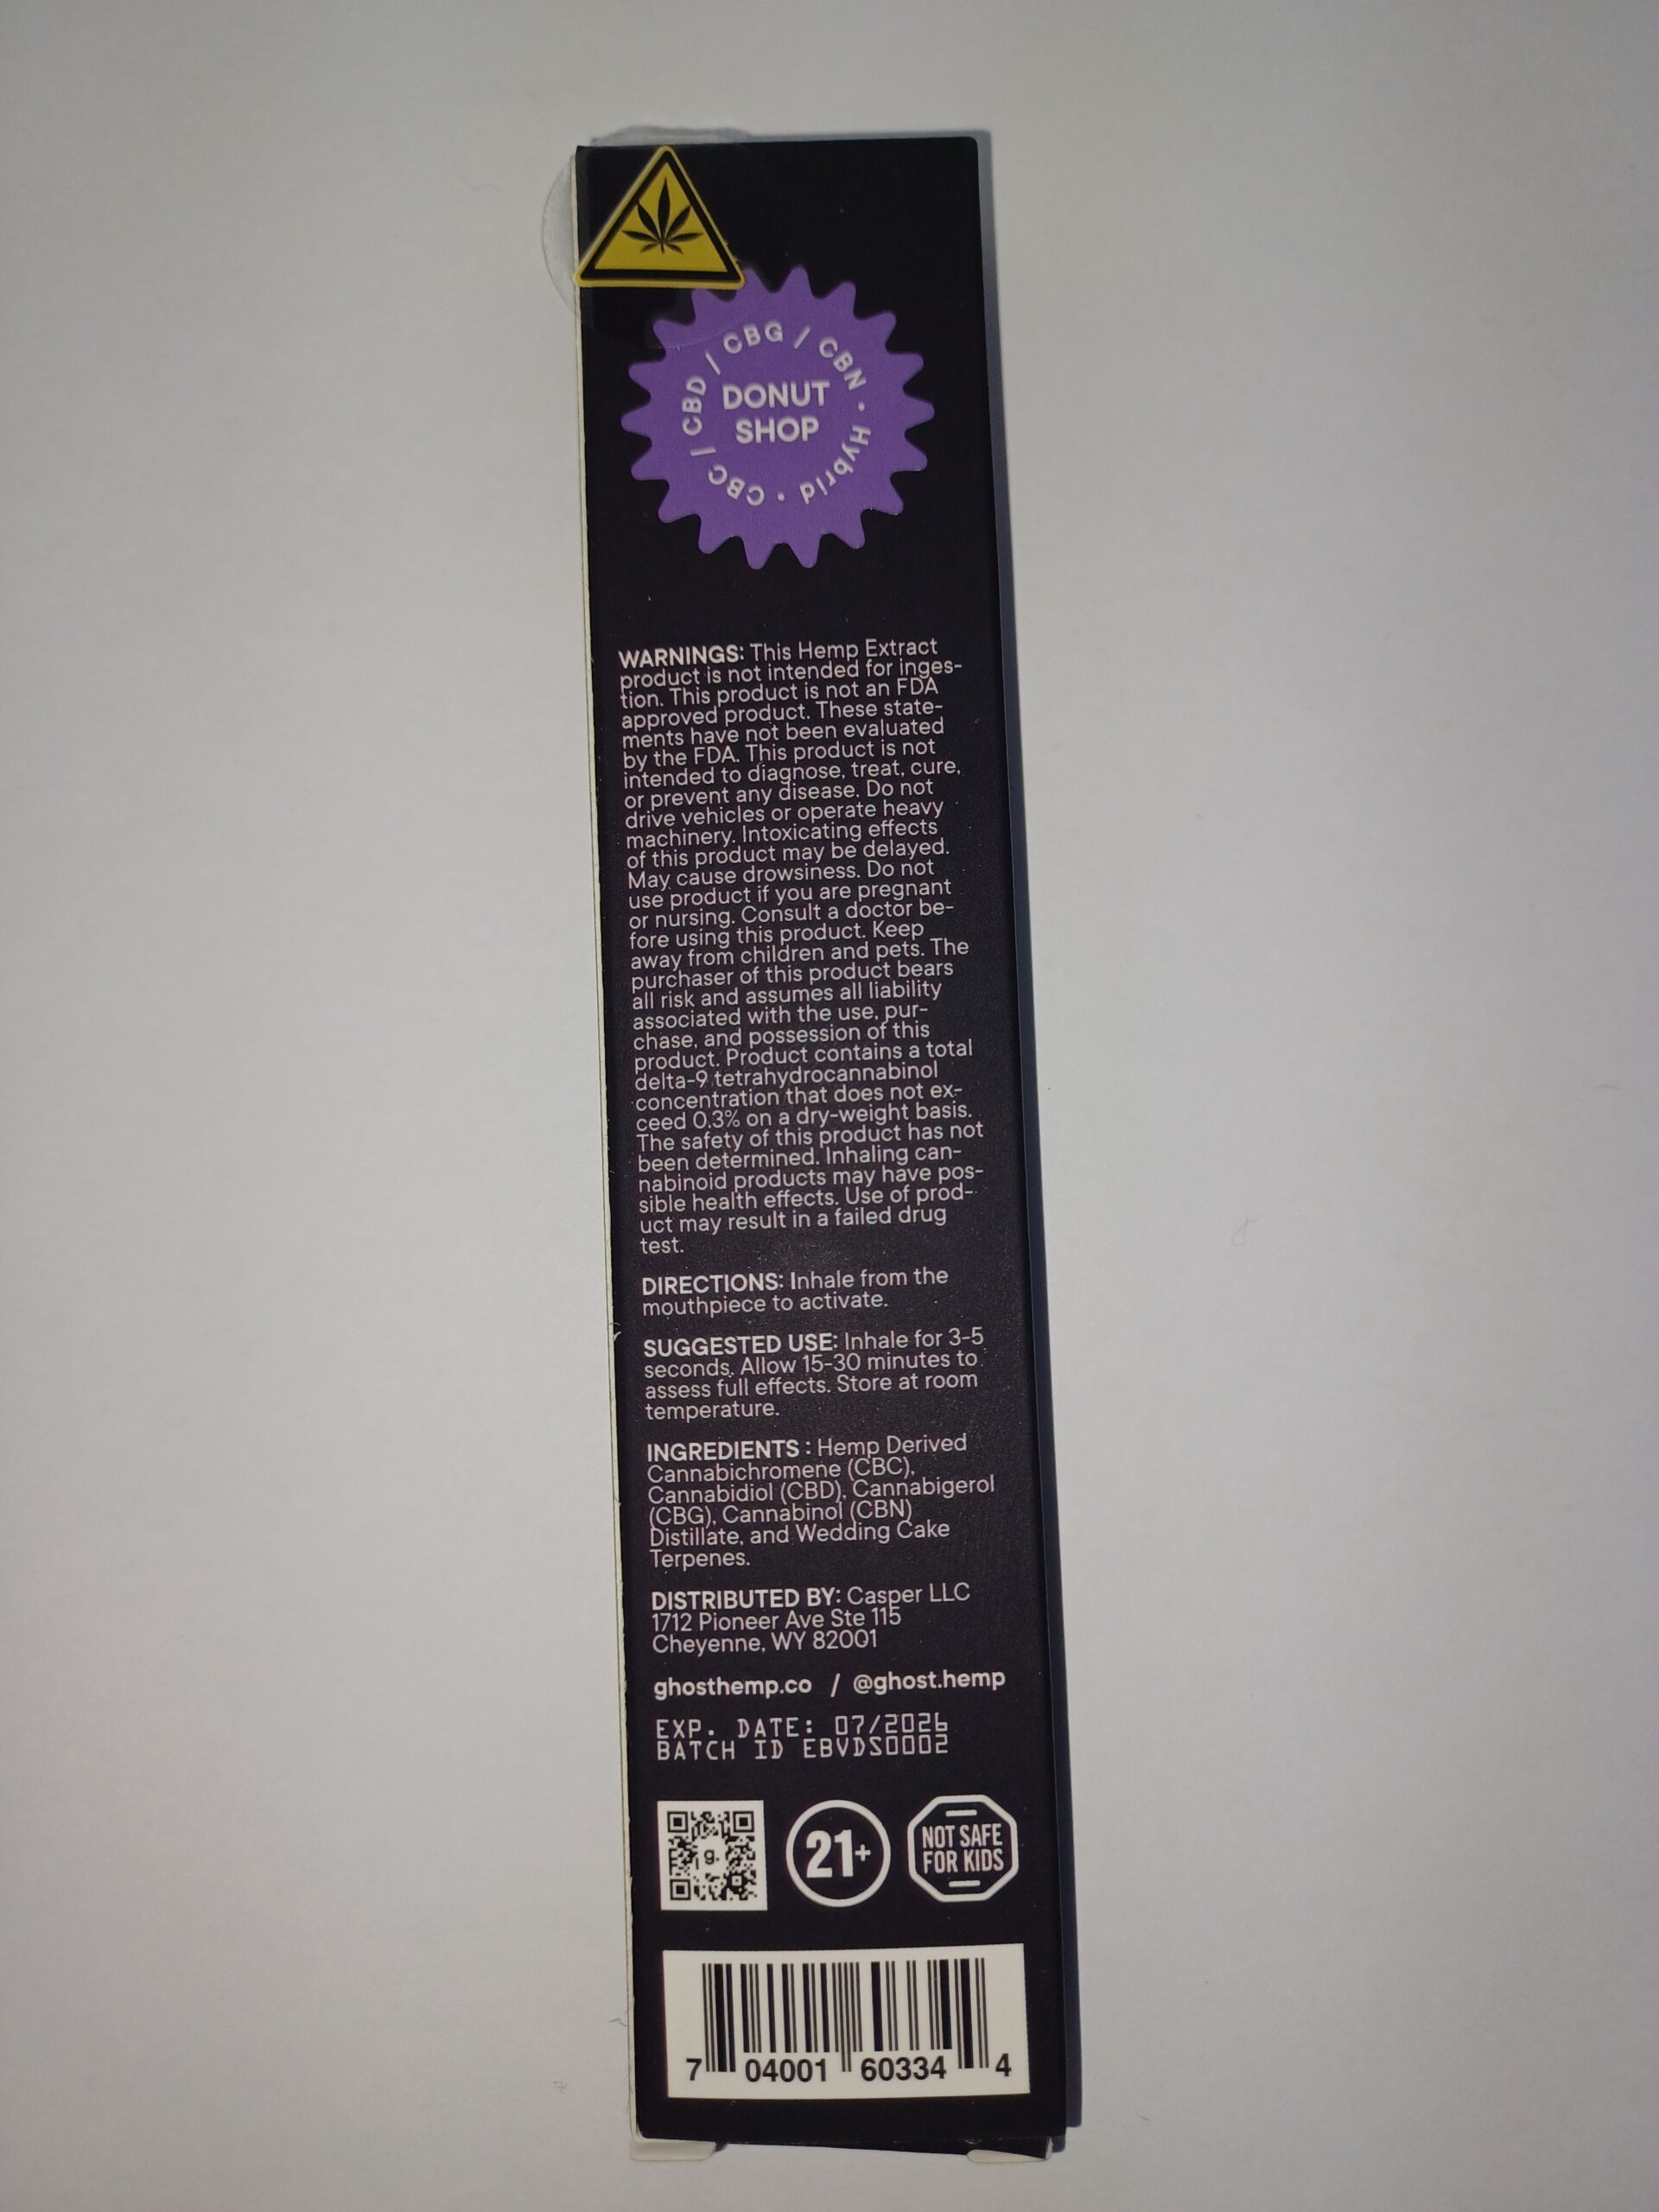 CBC / CBD / CBG / CBN • Hybrid •
DONUT
SHOP
WARNINGS: This Hemp Extract
product is not intended for inges-
tion. This product is not an FDA
approved product. These state-
ments have not been evaluated
by the FDA. This product is not
intended to diagnose, treat, cure,
or prevent any disease. Do not
drive vehicles or operate heavy
machinery. Intoxicating effects
of this product may be delayed.
May cause drowsiness. Do not
use product if you are pregnant
or nursing. Consult a doctor be-
fore using this product. Keep
away from children and pets. The
purchaser of this product bears
all risk and assumes all liability
associated with the use, pur-
chase, and possession of this
product. Product contains a total
delta-9 tetrahydrocannabinol
concentration that does not ex-
ceed 0.3% on a dry-weight basis.
The safety of this product has not
been determined. Inhaling can-
nabinoid products may have pos-
sible health effects. Use of prod-
uct may result in a failed drug
test.
DIRECTIONS: Inhale from the
mouthpiece to activate.
SUGGESTED USE: Inhale for 3-5
seconds. Allow 15-30 minutes to
assess full effects. Store at room
temperature.
INGREDIENTS : Hemp Derived
Cannabichromene (CBC),
Cannabidiol (CBD), Cannabigerol
(CBG), Cannabinol (CBN)
Distillate, and Wedding Cake
Terpenes.
DISTRIBUTED BY: Casper LLC
1712 Pioneer Ave Ste 115
Cheyenne, WY 82001
ghosthemp.co / @ghost.hemp
EXP. DATE: 07/2026
BATCH ID EBVDS0002
g.
21+
NOT SAFE
FOR KIDS
7 04001 60334 4